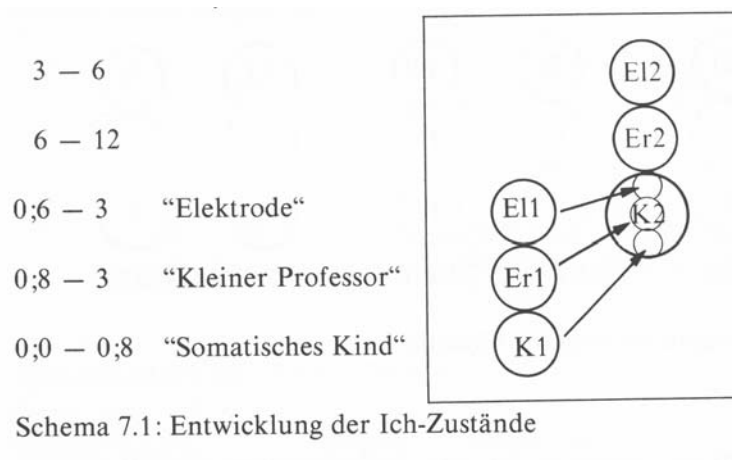 3 — 6 El2
6 — 12 Er2
0;6 — 3 “Elektrode“ El1 K2
0;8 — 3 “Kleiner Professor“ Er1
0;0 — 0;8 “Somatisches Kind“ K1
Schema 7.1: Entwicklung der Ich-Zustände